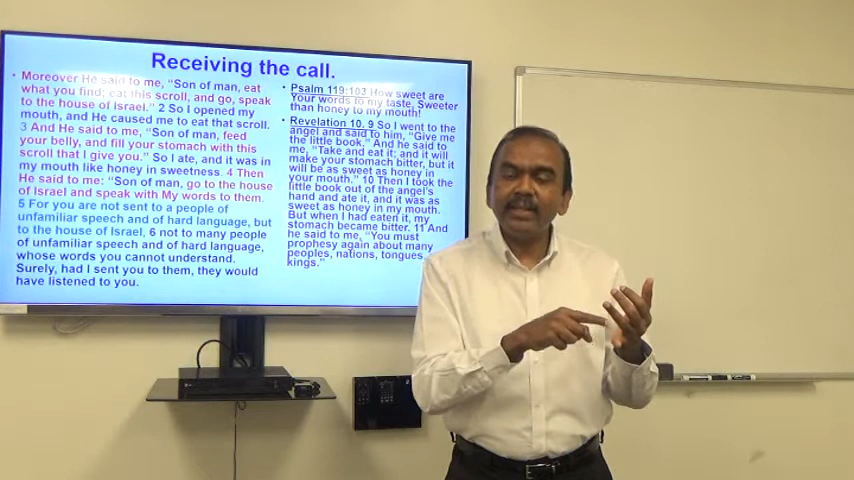 Receiving the call.
• Moreover He said to me, “Son of man, eat
what you find; eat this scroll, and go, speak
to the house of Israel.” 2 So I opened my
mouth, and He caused me to eat that scroll.
3 And He said to me, “Son of man, feed
your belly, and fill your stomach with this
scroll that I give you.” So I ate, and it was in
my mouth like honey in sweetness. 4 Then
He said to me: “Son of man, go to the house
of Israel and speak with My words to them.
5 For you are not sent to a people of
unfamiliar speech and of hard language, but
to the house of Israel, 6 not to many people
of unfamiliar speech and of hard language,
whose words you cannot understand.
Surely, had I sent you to them, they would
have listened to you.
• Psalm 119:103 How sweet are
Your words to my taste, Sweeter
than honey to my mouth!
• Revelation 10. 9 So I went to the
angel and said to him, “Give me
the little book.” And he said to
me, “Take and eat it; and it will
make your stomach bitter, but it
will be as sweet as honey in
your mouth.” 10 Then I took the
little book out of the angel’s
hand and ate it, and it was as
sweet as honey in my mouth.
But when I had eaten it, my
stomach became bitter. 11 And
he said to me, “You must
prophesy again about many
peoples, nations, tongues
kings.”